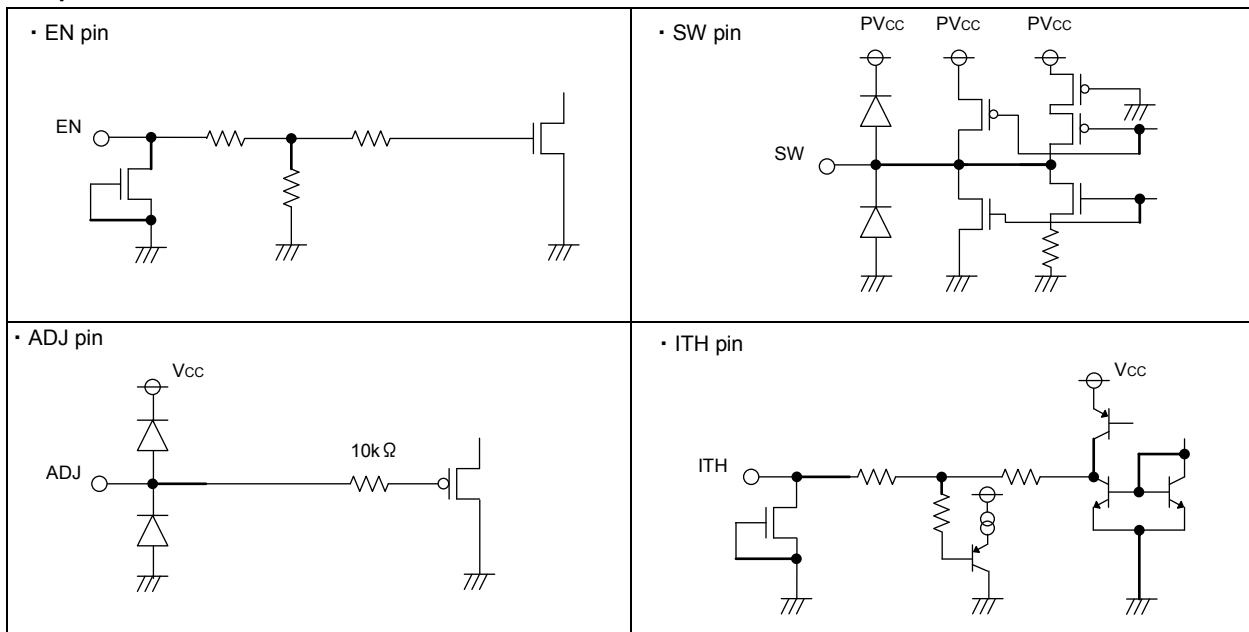 ・EN pin
EN
・SW pin
PVCC PVCC PVCC
SW
・ADJ pin
VCC
10kΩ
ADJ
・ITH pin
VCC
ITH